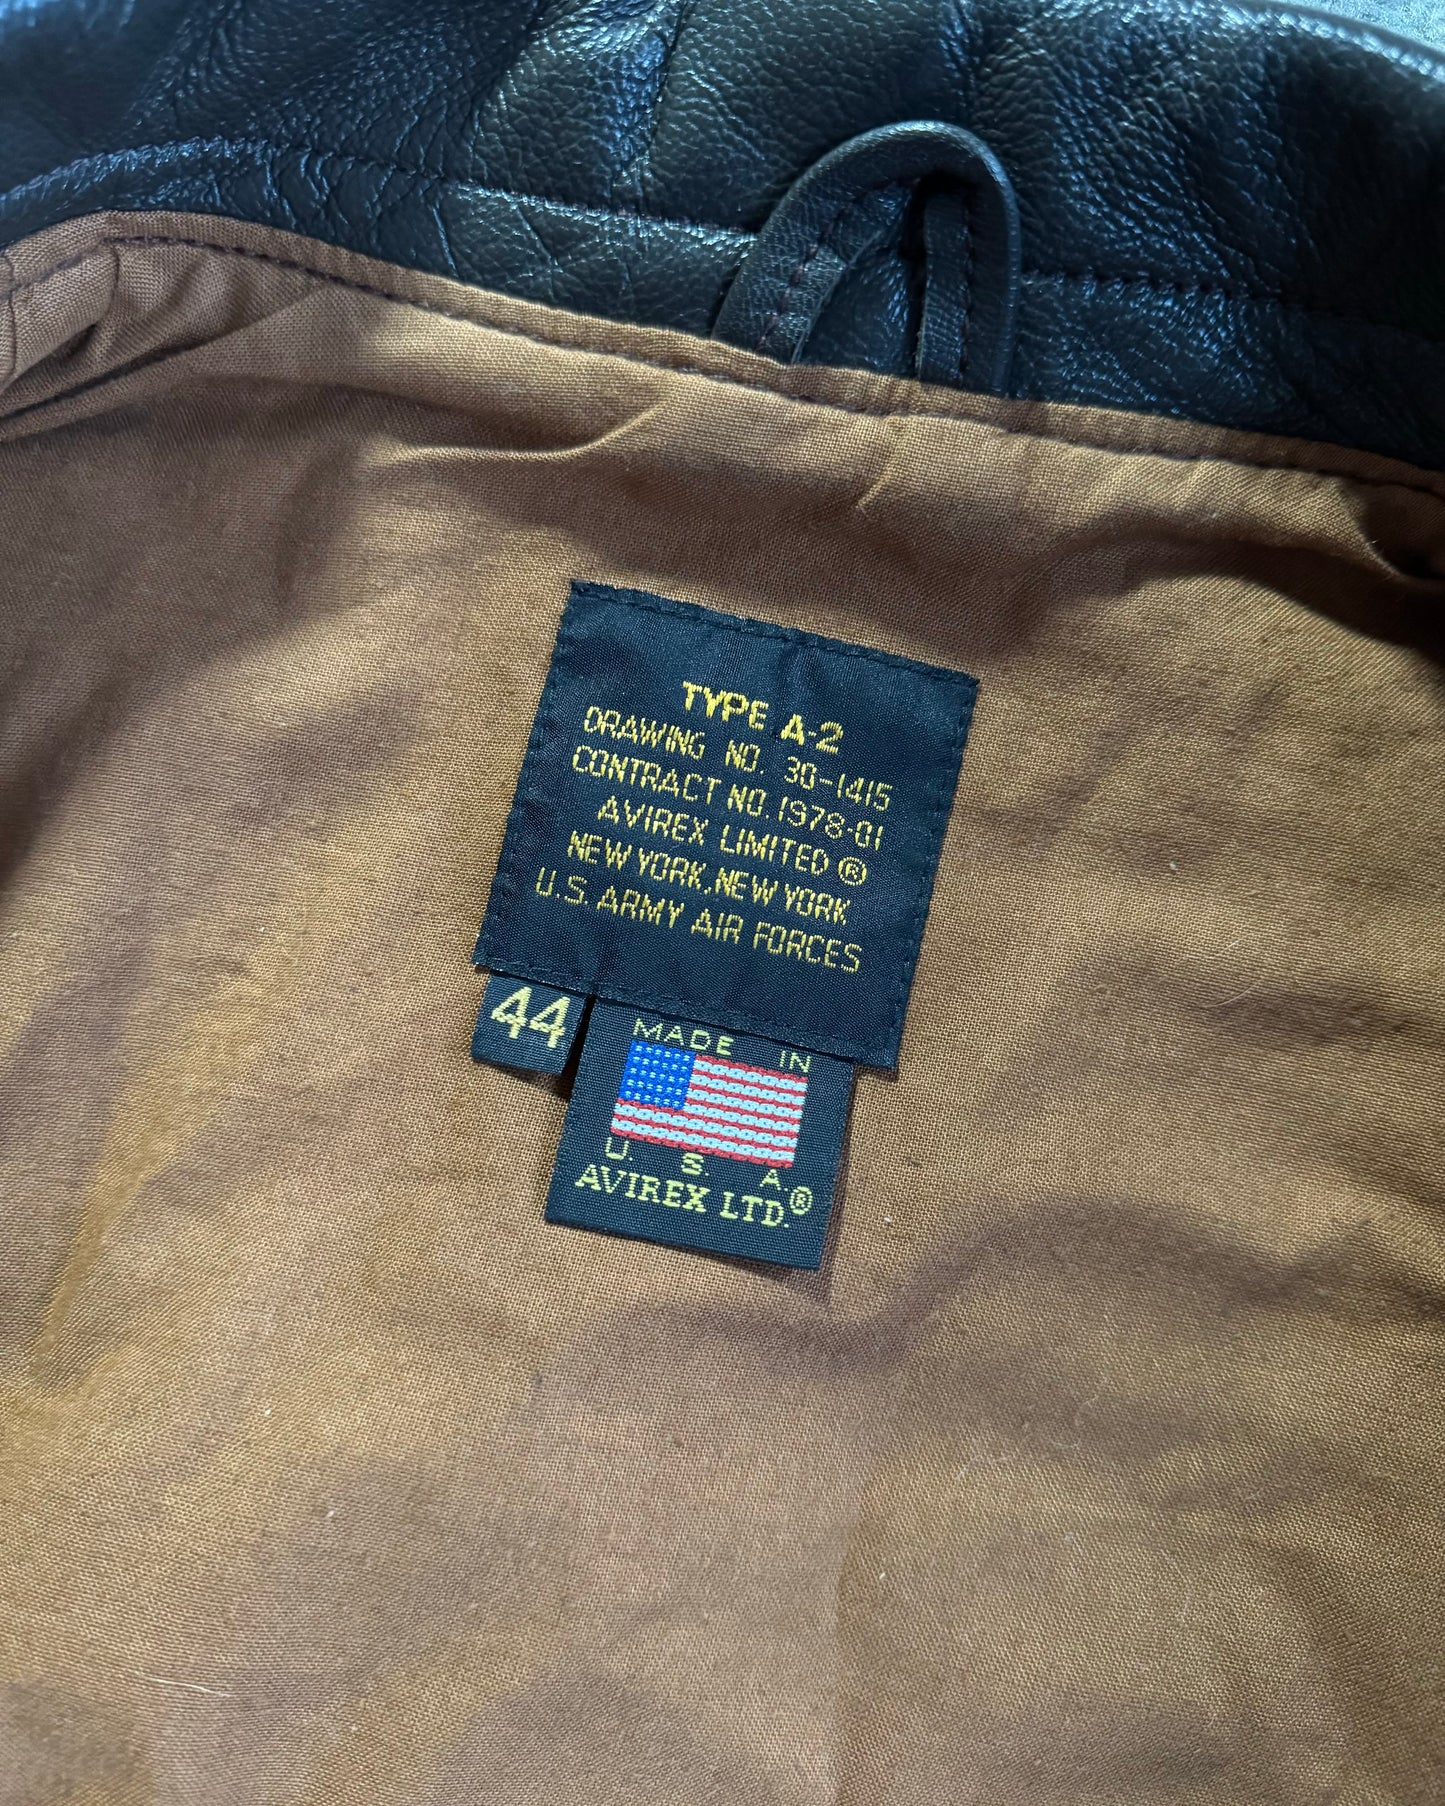 TYPE A-2
DRAWING NO. 30-1415
CONTRACT NO. 1978-01
AVIREX LIMITED ®
NEW YORK, NEW YORK
U.S. ARMY AIR FORCES
44
MADE IN
U. S. A.
AVIREX LTD.®